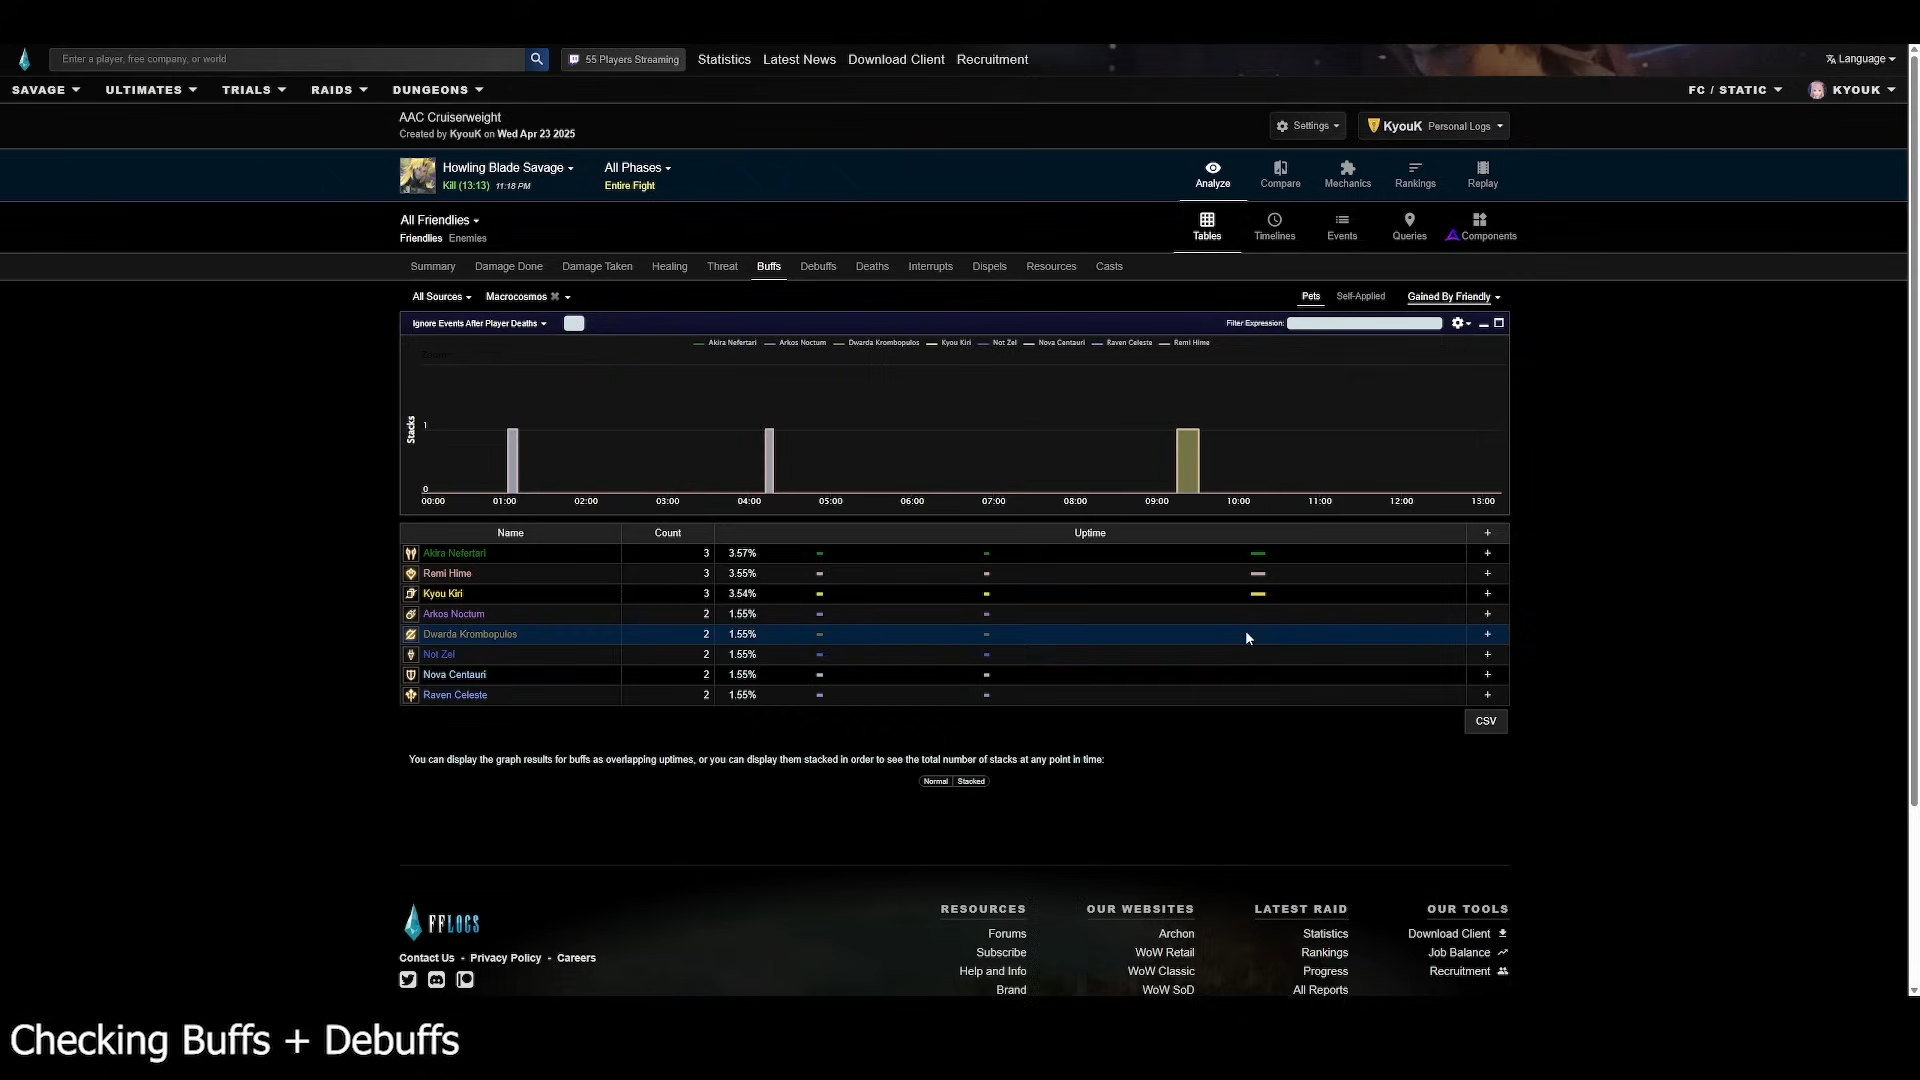 Enter a player, free company, or world
55 Players Streaming
Statistics
Latest News
Download Client
Recruitment
Language
SAVAGE
ULTIMATES
TRIALS
RAIDS
DUNGEONS
FC / STATIC
KYOUK
AAC Cruiserweight
Created by KyouK on Wed Apr 23 2025
Settings
KyouK Personal Logs
Howling Blade Savage
Kill (13:13) 11:18 PM
All Phases
Entire Fight
Analyze
Compare
Mechanics
Rankings
Replay
All Friendlies
Friendlies Enemies
Tables
Timelines
Events
Queries
Components
Summary
Damage Done
Damage Taken
Healing
Threat
Buffs
Debuffs
Deaths
Interrupts
Dispels
Resources
Casts
All Sources
Macrocosmos
Pets
Self-Applied
Gained By Friendly
Ignore Events After Player Deaths
Filter Expression:
Akira Nefertari
Arkos Noctum
Dwarda Krombopulos
Kyou Kiri
Not Zel
Nova Centauri
Raven Celeste
Remi Hime
Zoom
Stacks
1
0
00:00 01:00 02:00 03:00 04:00 05:00 06:00 07:00 08:00 09:00 10:00 11:00 12:00 13:00
Name Count Uptime +
Akira Nefertari 3 3.57% +
Remi Hime 3 3.55% +
Kyou Kiri 3 3.54% +
Arkos Noctum 2 1.55% +
Dwarda Krombopulos 2 1.55% +
Not Zel 2 1.55% +
Nova Centauri 2 1.55% +
Raven Celeste 2 1.55% +
CSV
You can display the graph results for buffs as overlapping uptimes, or you can display them stacked in order to see the total number of stacks at any point in time:
Normal Stacked
FFLOGS
Contact Us - Privacy Policy - Careers
RESOURCES
Forums
Subscribe
Help and Info
Brand
OUR WEBSITES
Archon
WoW Retail
WoW Classic
WoW SoD
LATEST RAID
Statistics
Rankings
Progress
All Reports
OUR TOOLS
Download Client
Job Balance
Recruitment
Checking Buffs + Debuffs